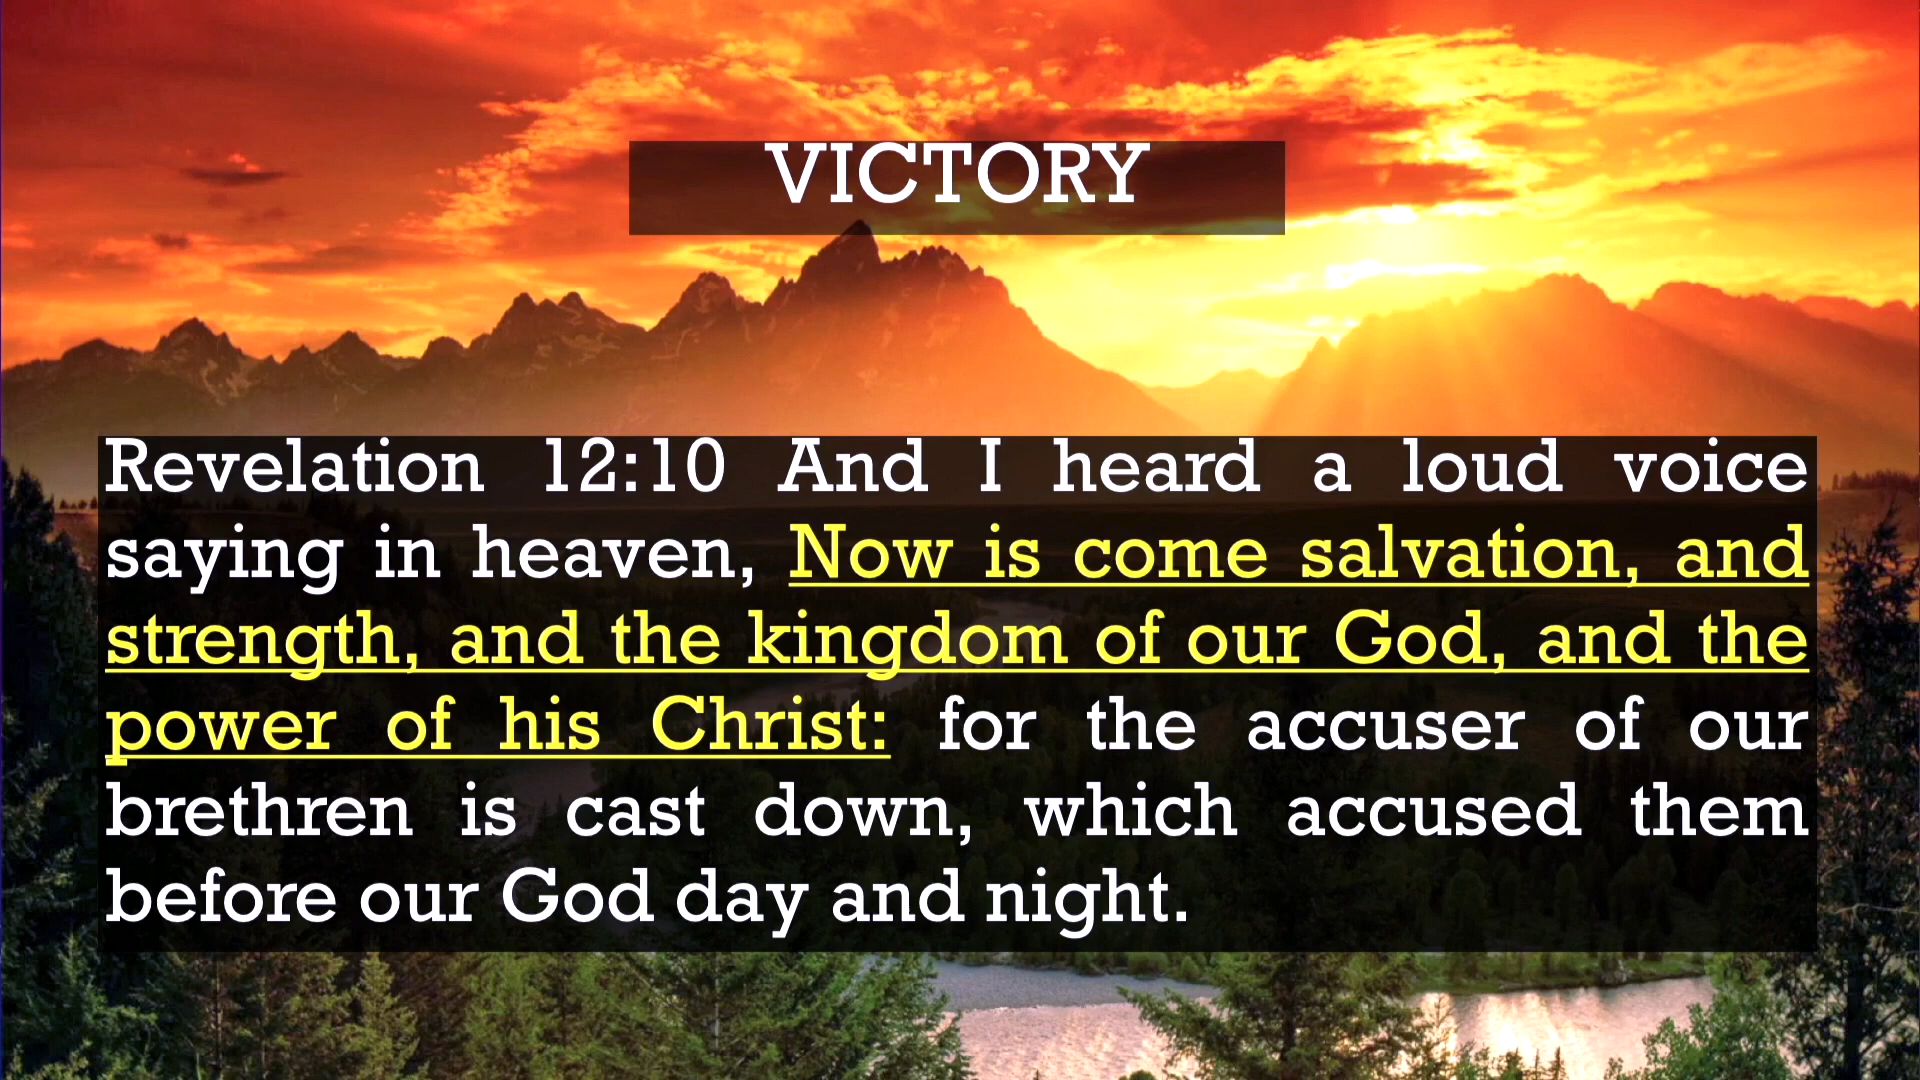 VICTORY
Revelation 12:10 And I heard a loud voice
saying in heaven, Now is come salvation, and
strength, and the kingdom of our God, and the
power of his Christ: for the accuser of our
brethren is cast down, which accused them
before our God day and night.